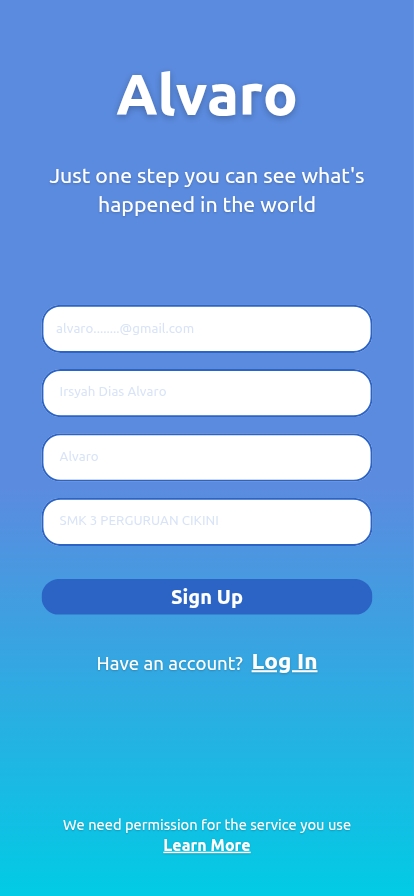 Alvaro
Just one step you can see what's
happened in the world
alvaro........@gmail.com
Irsyah Dias Alvaro
Alvaro
SMK 3 PERGURUAN CIKINI
Sign Up
Have an account? Log In
We need permission for the service you use
Learn More